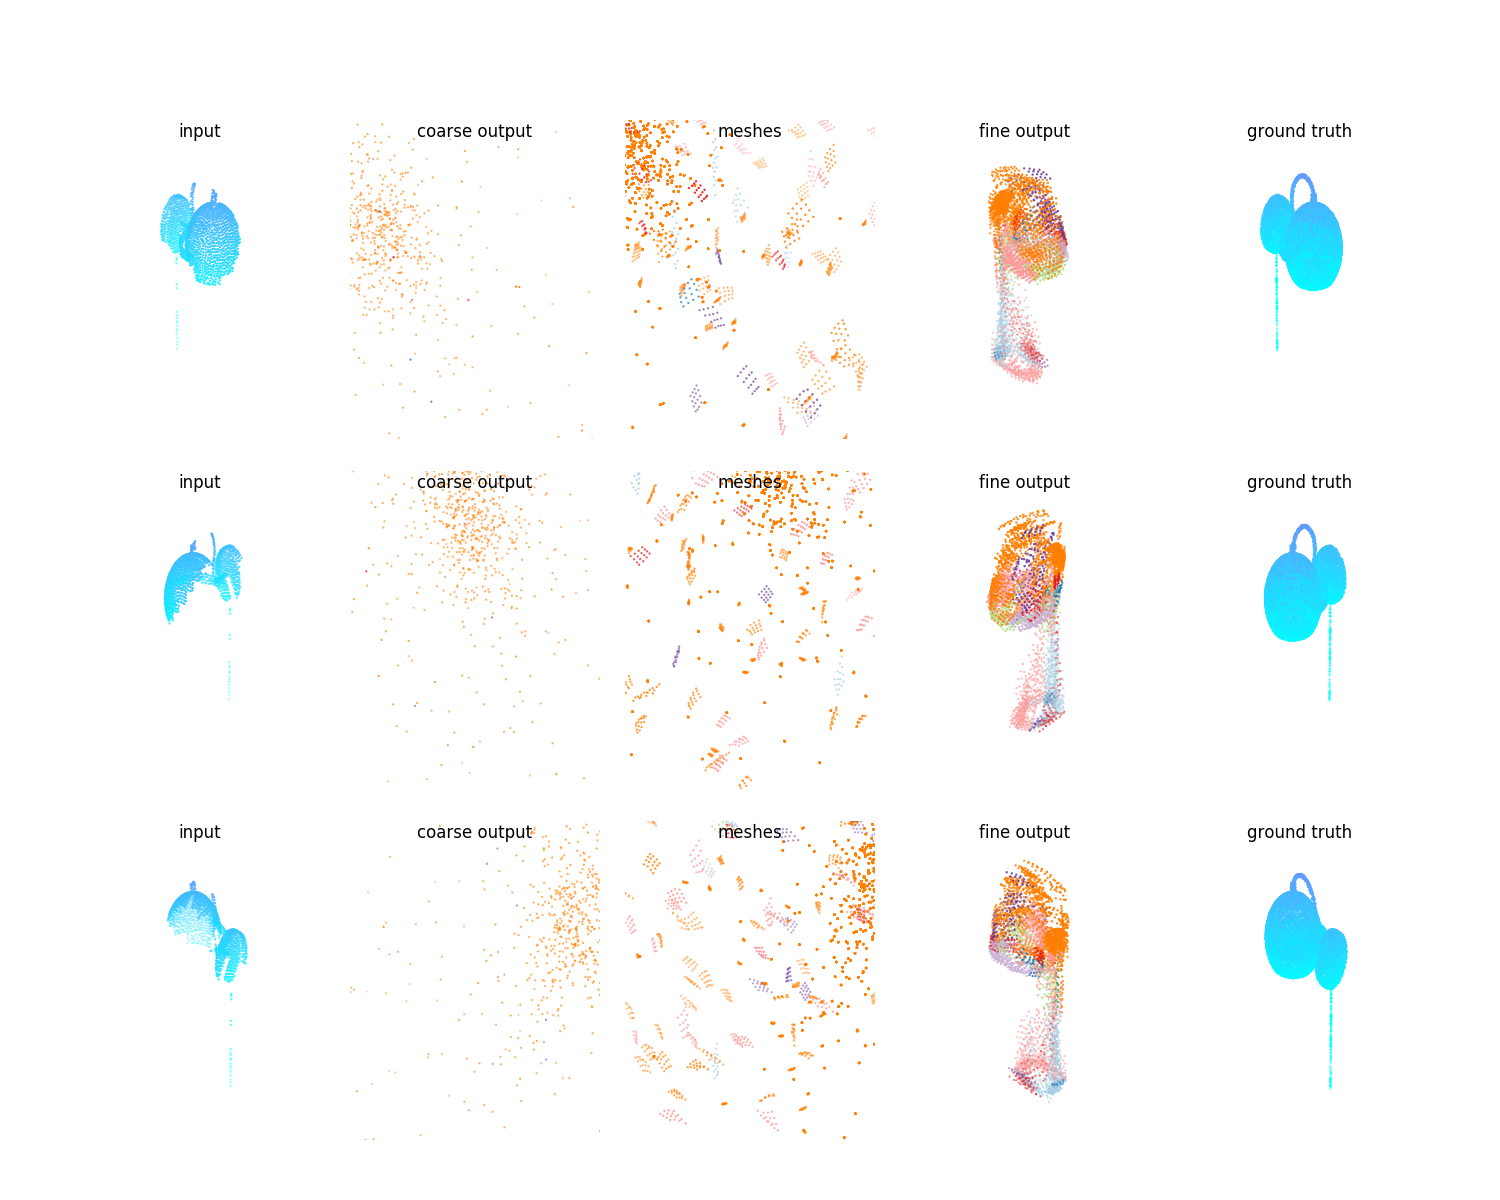 input
coarse output
meshes
fine output
ground truth
input
coarse output
meshes
fine output
ground truth
input
coarse output
meshes
fine output
ground truth